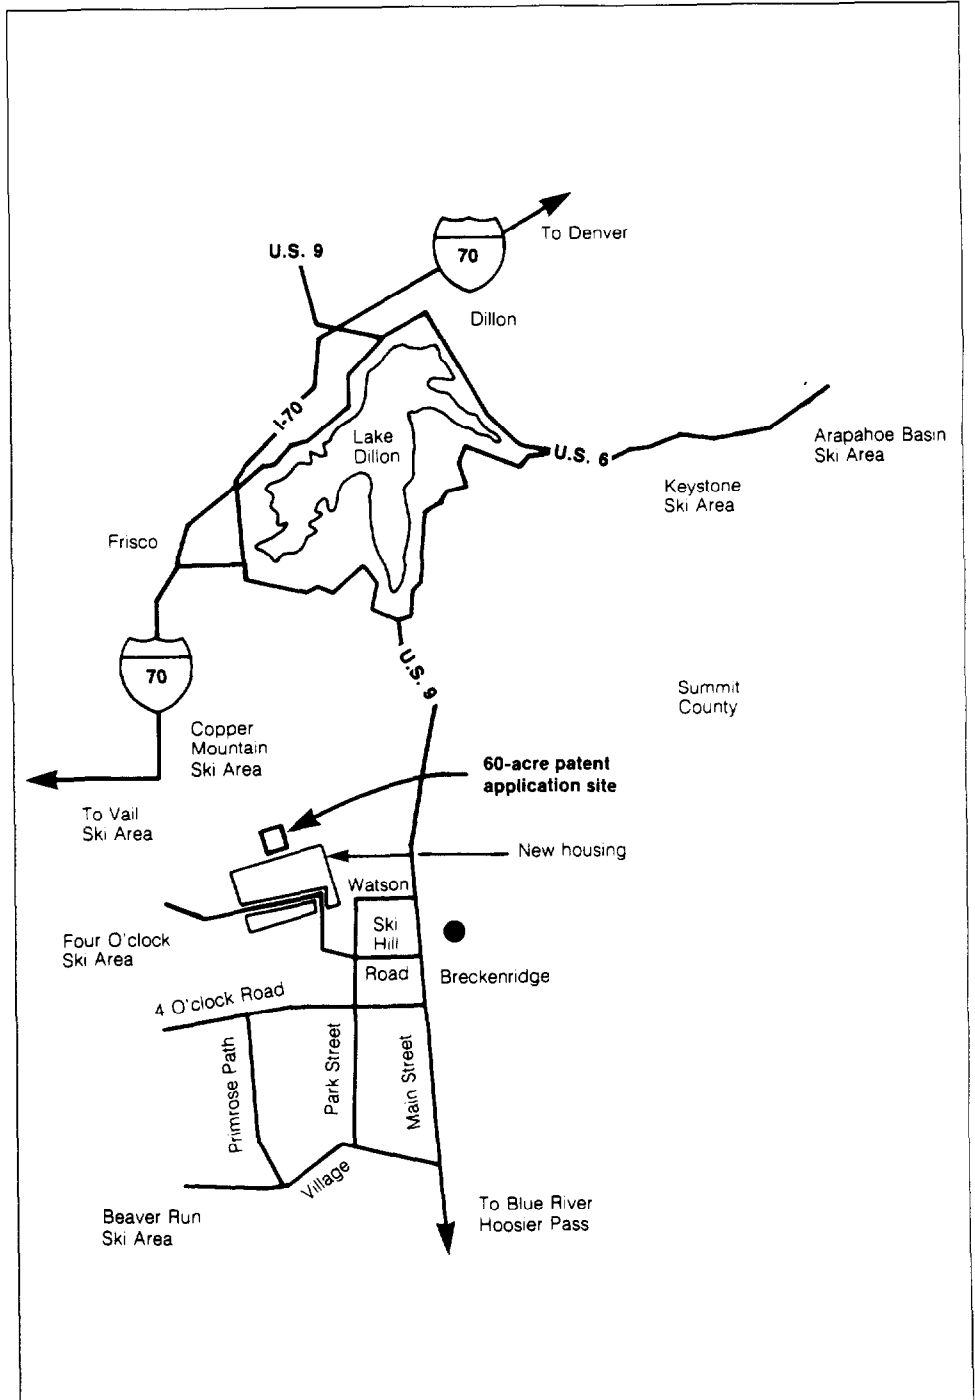 U.S. 9
70
To Denver
Dillon
I-70
Lake
Dillon
U.S. 6
Arapahoe Basin
Ski Area
Keystone
Ski Area
Frisco
70
U.S. 9
Summit
County
Copper
Mountain
Ski Area
60-acre patent
application site
To Vail
Ski Area
New housing
Watson
Ski
Hill
Road
Four O'clock
Ski Area
Breckenridge
4 O'clock Road
Primrose Path
Park Street
Main Street
Village
Beaver Run
Ski Area
To Blue River
Hoosier Pass